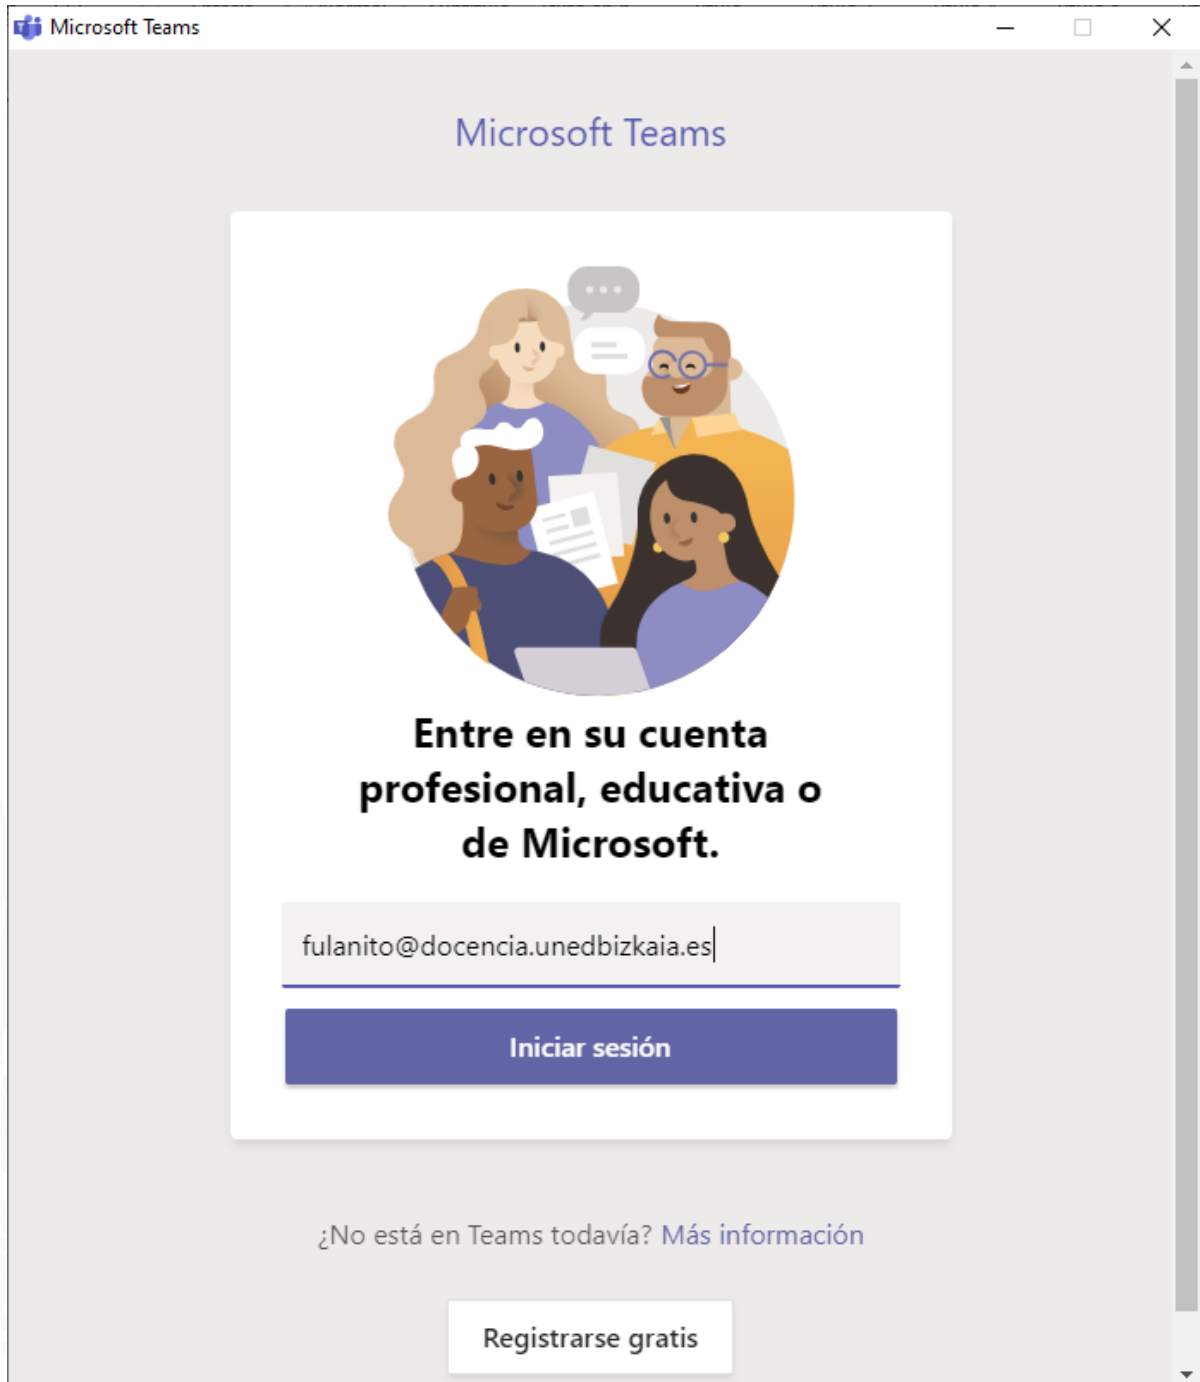 Microsoft Teams
Microsoft Teams
Entre en su cuenta
profesional, educativa o
de Microsoft.
fulanito@docencia.unedbizkaia.es
Iniciar sesión
¿No está en Teams todavía? Más información
Registrarse gratis